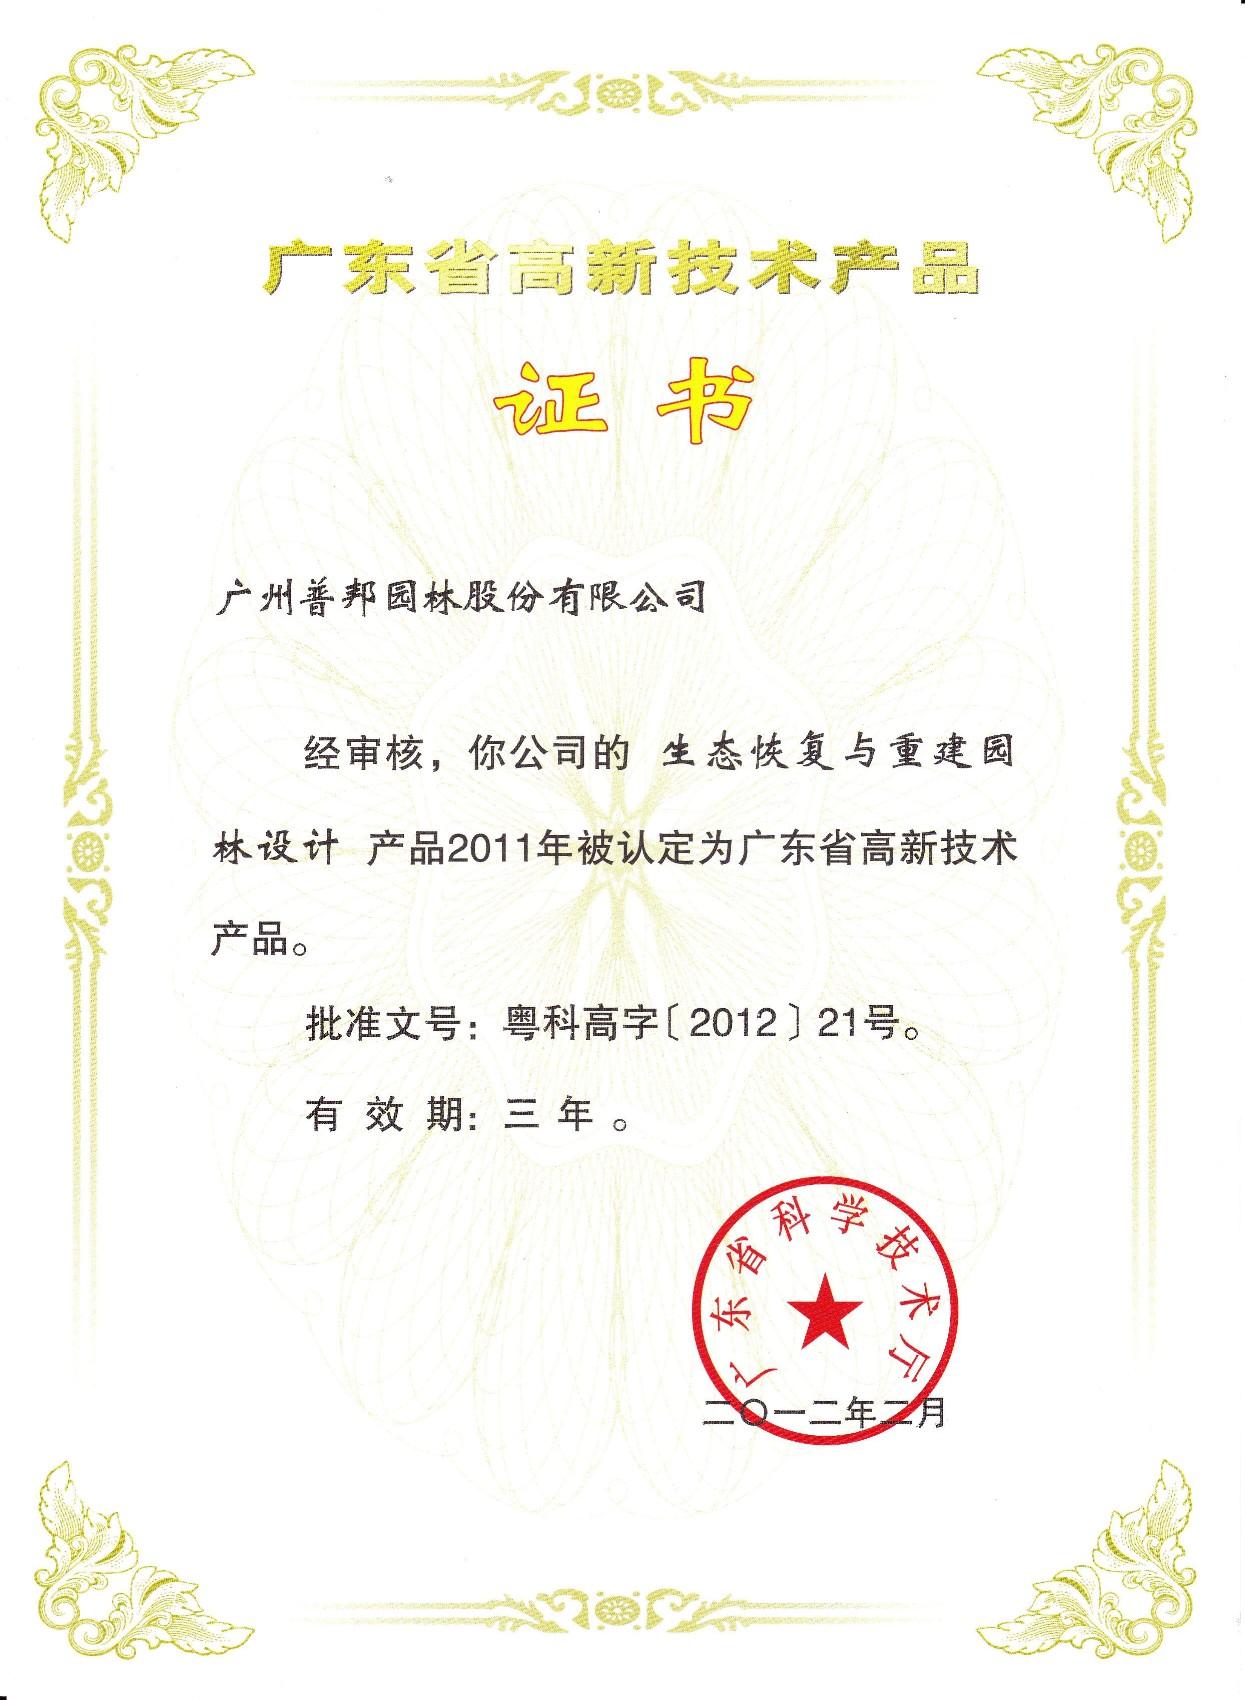 广东省高新技术产品
证书
广州普邦园林股份有限公司
经审核，你公司的 生态恢复与重建园
林设计 产品2011年被认定为广东省高新技术
产品。
批准文号：粤科高字〔2012〕21号。
有 效 期：三 年 。
广东省科学技术厅
二〇一二年二月